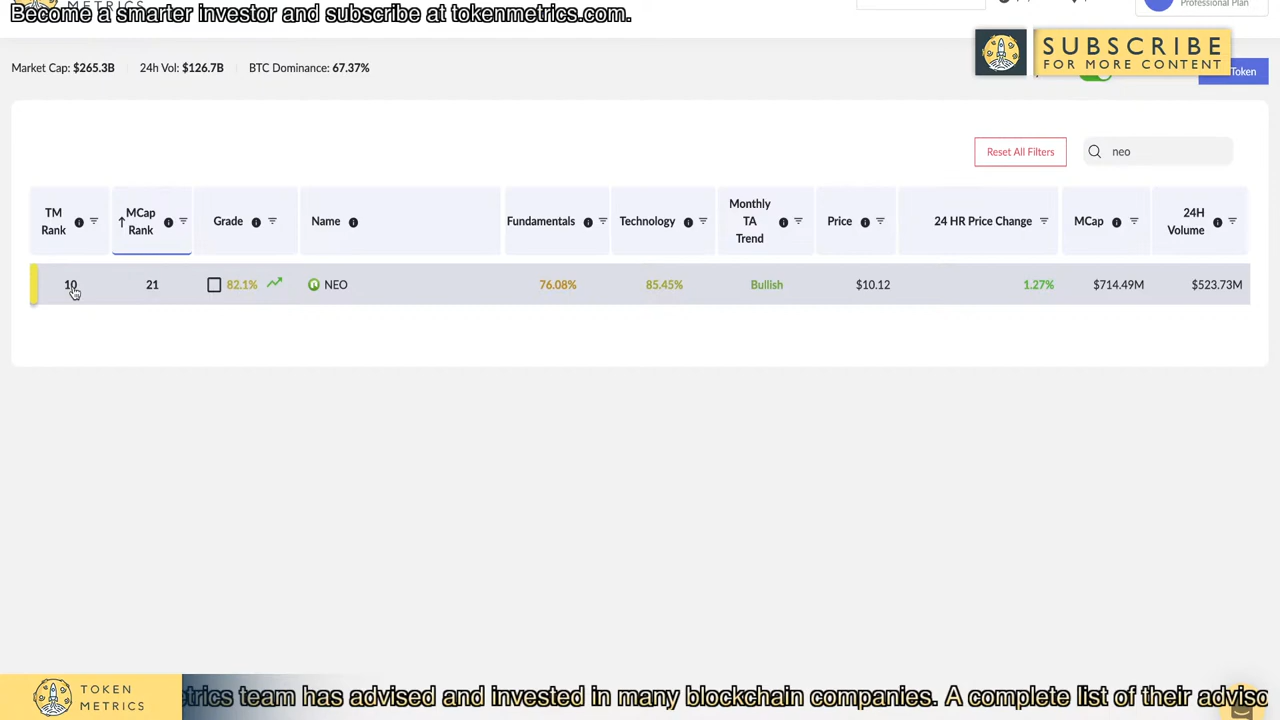 METRICS
Become a smarter investor and subscribe at tokenmetrics.com.
Professional Plan
SUBSCRIBE
FOR MORE CONTENT
Market Cap: $265.3B 24h Vol: $126.7B BTC Dominance: 67.37%
Token
Reset All Filters
neo
TM Rank
MCap Rank
Grade
Name
Fundamentals
Technology
Monthly TA Trend
Price
24 HR Price Change
MCap
24H Volume
10 21 82.1% NEO 76.08% 85.45% Bullish $10.12 1.27% $714.49M $523.73M
TOKEN
METRICS
etrics team has advised and invested in many blockchain companies. A complete list of their adviso